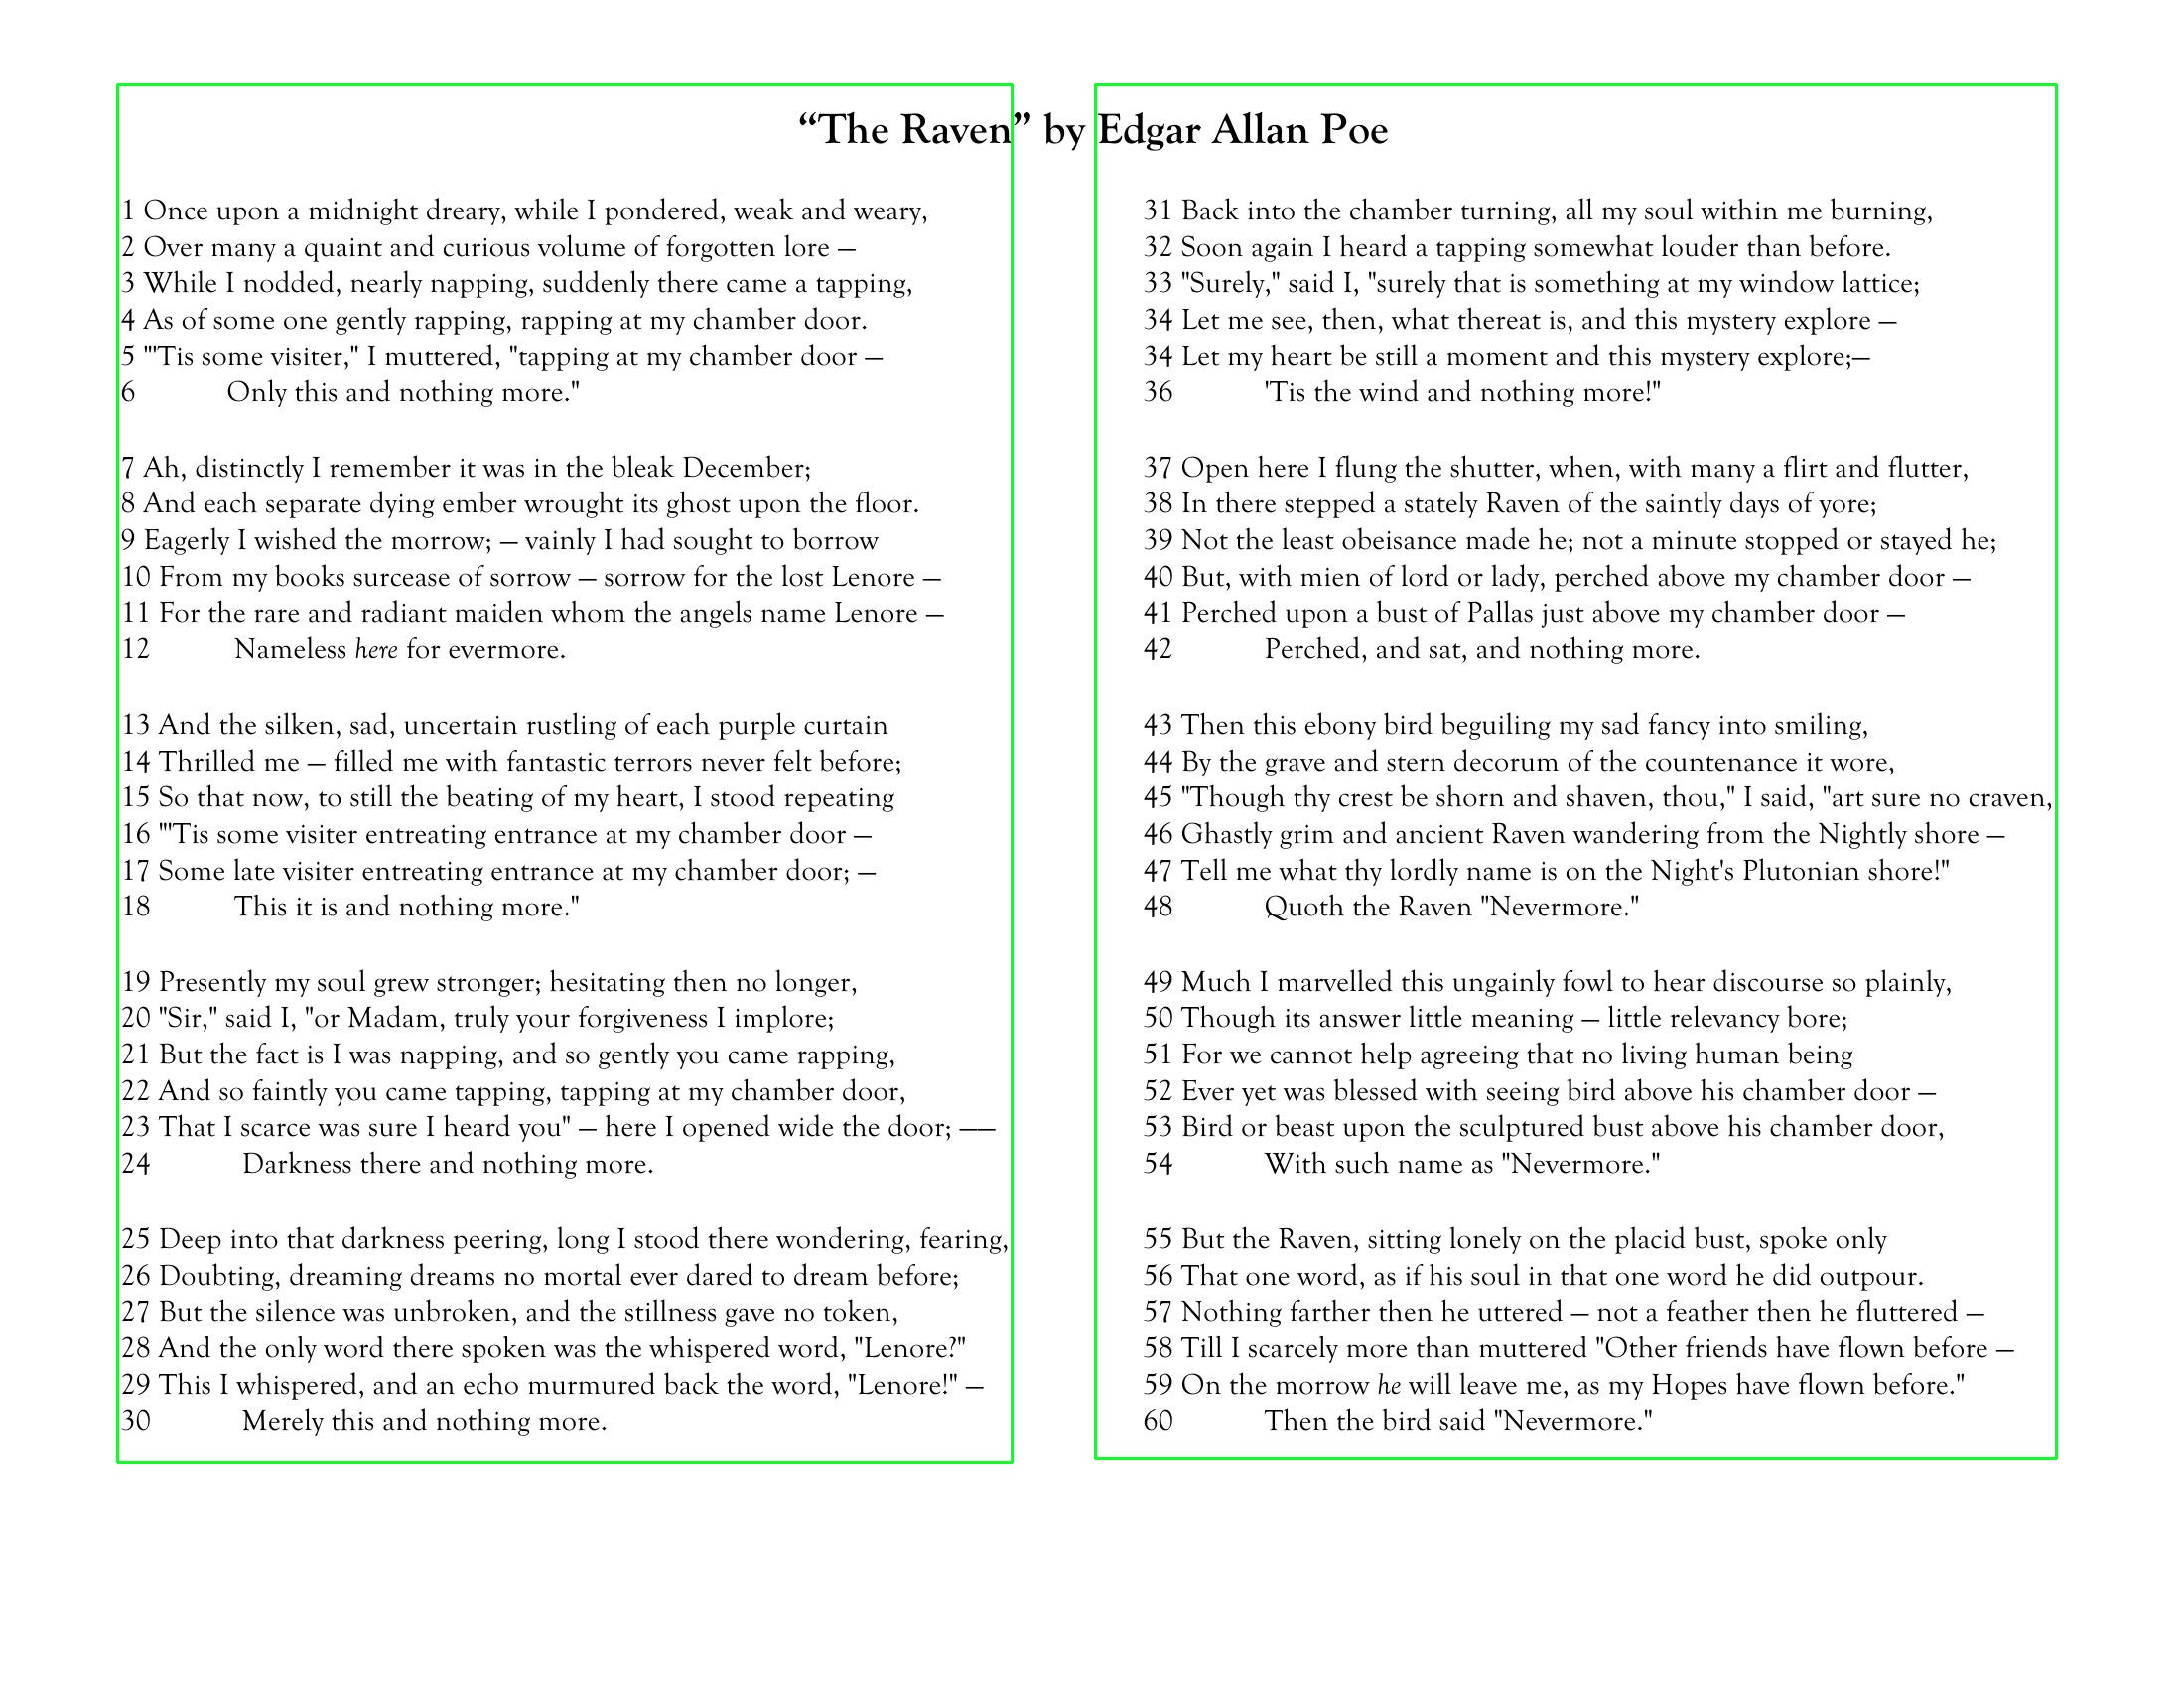 “The Raven” by Edgar Allan Poe
1 Once upon a midnight dreary, while I pondered, weak and weary,
2 Over many a quaint and curious volume of forgotten lore —
3 While I nodded, nearly napping, suddenly there came a tapping,
4 As of some one gently rapping, rapping at my chamber door.
5 "'Tis some visiter," I muttered, "tapping at my chamber door —
6 Only this and nothing more."
7 Ah, distinctly I remember it was in the bleak December;
8 And each separate dying ember wrought its ghost upon the floor.
9 Eagerly I wished the morrow; — vainly I had sought to borrow
10 From my books surcease of sorrow — sorrow for the lost Lenore —
11 For the rare and radiant maiden whom the angels name Lenore —
12 Nameless here for evermore.
13 And the silken, sad, uncertain rustling of each purple curtain
14 Thrilled me — filled me with fantastic terrors never felt before;
15 So that now, to still the beating of my heart, I stood repeating
16 "'Tis some visiter entreating entrance at my chamber door —
17 Some late visiter entreating entrance at my chamber door; —
18 This it is and nothing more."
19 Presently my soul grew stronger; hesitating then no longer,
20 "Sir," said I, "or Madam, truly your forgiveness I implore;
21 But the fact is I was napping, and so gently you came rapping,
22 And so faintly you came tapping, tapping at my chamber door,
23 That I scarce was sure I heard you" — here I opened wide the door; ——
24 Darkness there and nothing more.
25 Deep into that darkness peering, long I stood there wondering, fearing,
26 Doubting, dreaming dreams no mortal ever dared to dream before;
27 But the silence was unbroken, and the stillness gave no token,
28 And the only word there spoken was the whispered word, "Lenore?"
29 This I whispered, and an echo murmured back the word, "Lenore!" —
30 Merely this and nothing more.
31 Back into the chamber turning, all my soul within me burning,
32 Soon again I heard a tapping somewhat louder than before.
33 "Surely," said I, "surely that is something at my window lattice;
34 Let me see, then, what thereat is, and this mystery explore —
34 Let my heart be still a moment and this mystery explore;—
36 'Tis the wind and nothing more!"
37 Open here I flung the shutter, when, with many a flirt and flutter,
38 In there stepped a stately Raven of the saintly days of yore;
39 Not the least obeisance made he; not a minute stopped or stayed he;
40 But, with mien of lord or lady, perched above my chamber door —
41 Perched upon a bust of Pallas just above my chamber door —
42 Perched, and sat, and nothing more.
43 Then this ebony bird beguiling my sad fancy into smiling,
44 By the grave and stern decorum of the countenance it wore,
45 "Though thy crest be shorn and shaven, thou," I said, "art sure no craven,
46 Ghastly grim and ancient Raven wandering from the Nightly shore —
47 Tell me what thy lordly name is on the Night's Plutonian shore!"
48 Quoth the Raven "Nevermore."
49 Much I marvelled this ungainly fowl to hear discourse so plainly,
50 Though its answer little meaning — little relevancy bore;
51 For we cannot help agreeing that no living human being
52 Ever yet was blessed with seeing bird above his chamber door —
53 Bird or beast upon the sculptured bust above his chamber door,
54 With such name as "Nevermore."
55 But the Raven, sitting lonely on the placid bust, spoke only
56 That one word, as if his soul in that one word he did outpour.
57 Nothing farther then he uttered — not a feather then he fluttered —
58 Till I scarcely more than muttered "Other friends have flown before —
59 On the morrow he will leave me, as my Hopes have flown before."
60 Then the bird said "Nevermore."